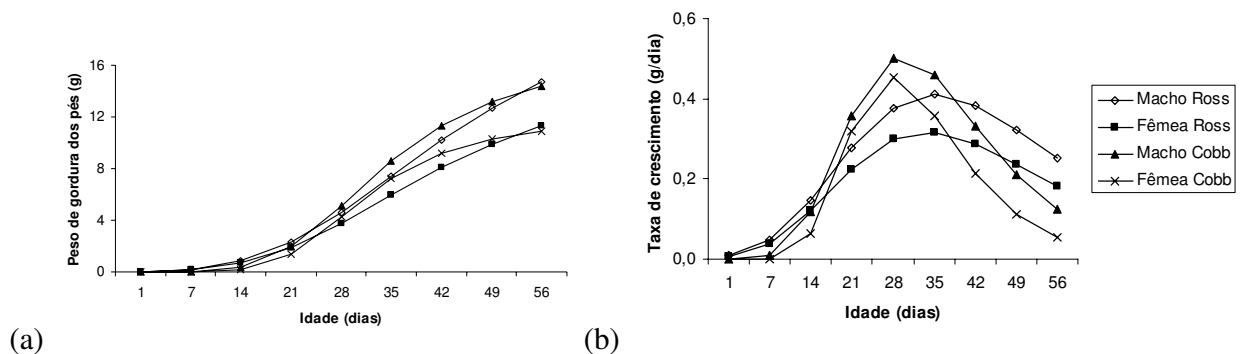 Peso de gordura dos pés (g)
16
12
8
4
0
1 7 14 21 28 35 42 49 56
Idade (dias)
(a)
Taxa de crescimento (g/dia)
0,6
0,4
0,2
0,0
1 7 14 21 28 35 42 49 56
Idade (dias)
(b)
Macho Ross
Fêmea Ross
Macho Cobb
Fêmea Cobb